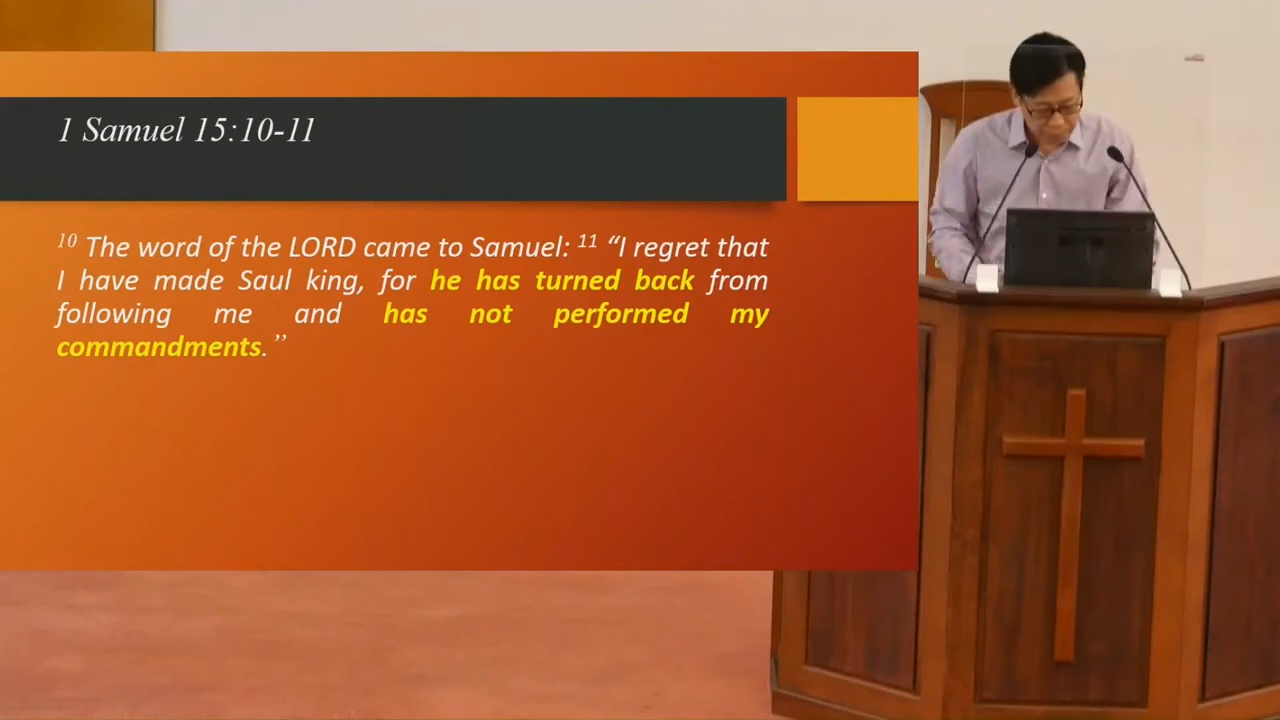 1 Samuel 15:10-11
10 The word of the LORD came to Samuel: 11 “I regret that
I have made Saul king, for he has turned back from
following me and has not performed my
commandments.”